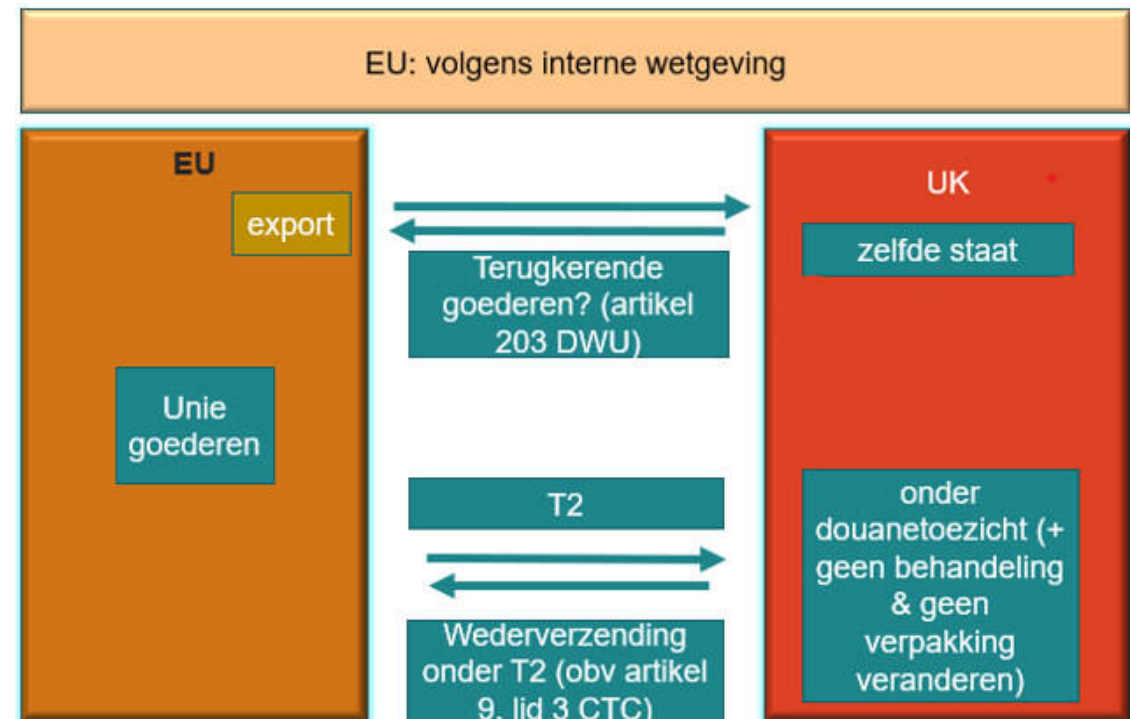 EU: volgens interne wetgeving
EU
export
UK
zelfde staat
Terugkerende
goederen? (artikel
203 DWU)
Unie
goederen
T2
onder
douanetoezicht (+
geen behandeling
& geen
verpakking
veranderen)
Wederverzending
onder T2 (obv artikel
9, lid 3 CTC)